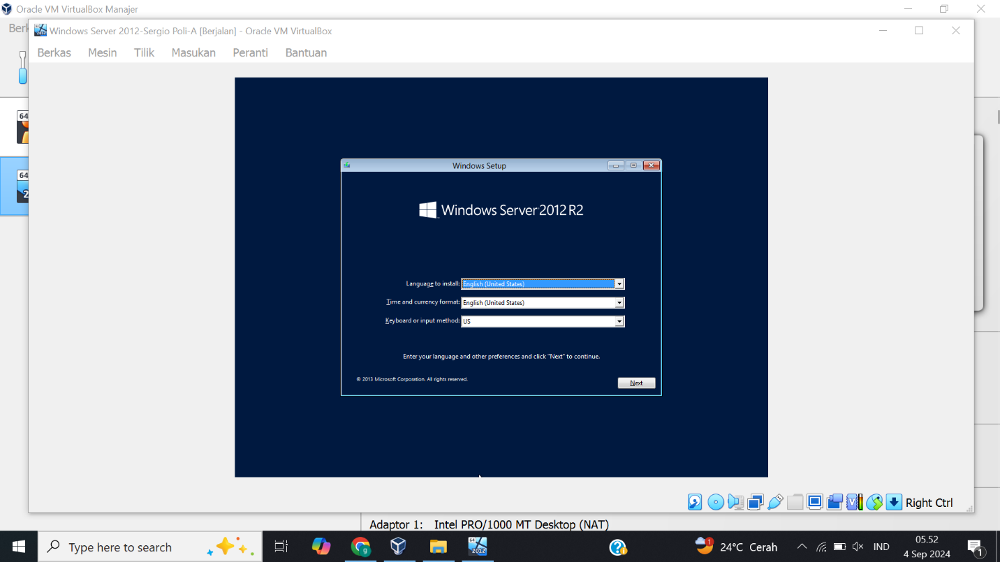 Oracle VM VirtualBox Manajer
Berk
Windows Server 2012-Sergio Poli-A [Berjalan] - Oracle VM VirtualBox
Berkas Mesin Tilik Masukan Peranti Bantuan
64
64
2
Windows Setup
Windows Server 2012 R2
Language to install: English (United States)
Time and currency format: English (United States)
Keyboard or input method: US
Enter your language and other preferences and click "Next" to continue.
© 2013 Microsoft Corporation. All rights reserved.
Next
Right Ctrl
Adaptor 1: Intel PRO/1000 MT Desktop (NAT)
Type here to search
64
2012
1
24°C Cerah
IND
05.52
4 Sep 2024
1